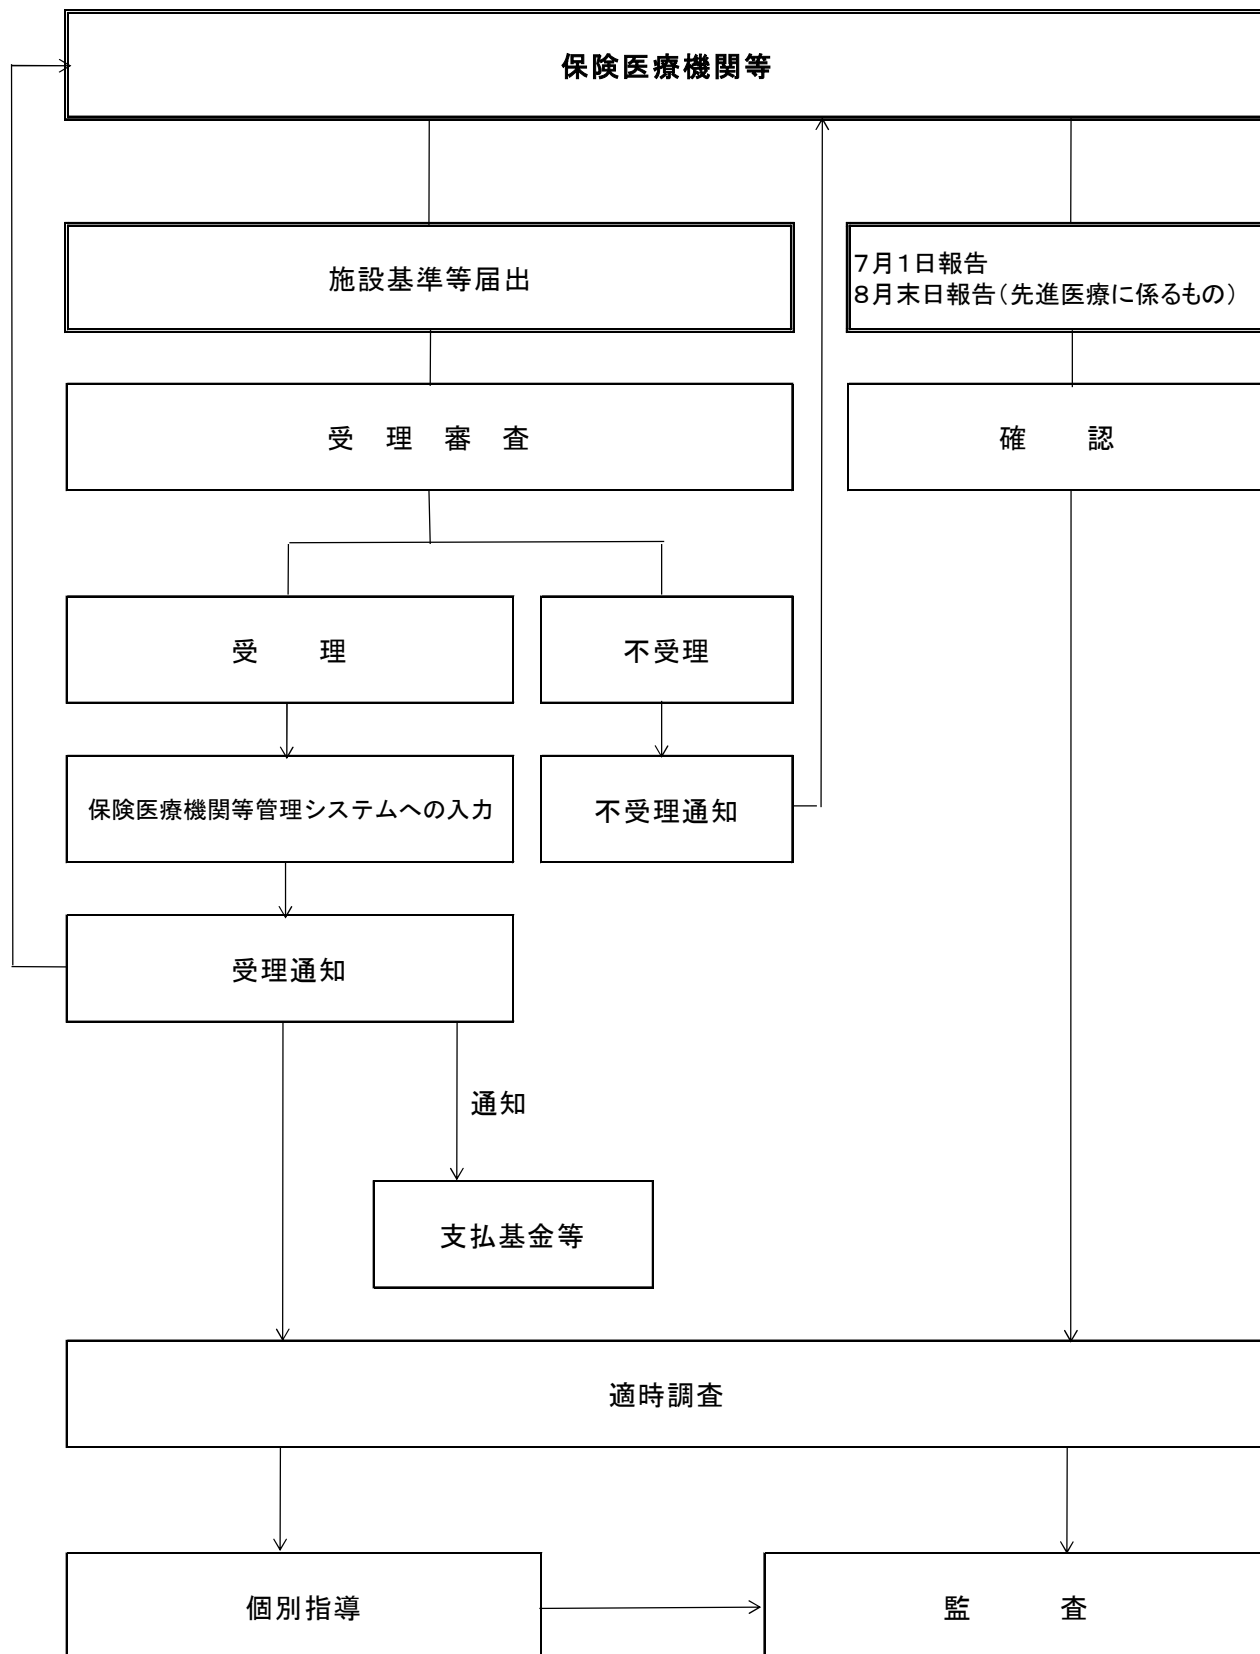 保険医療機関等
施設基準等届出
7月1日報告
8月末日報告(先進医療に係るもの)
受　理　審　査
確　　認
受　　理
不受理
保険医療機関等管理システムへの入力
不受理通知
受理通知
通知
支払基金等
適時調査
個別指導
監　　　査